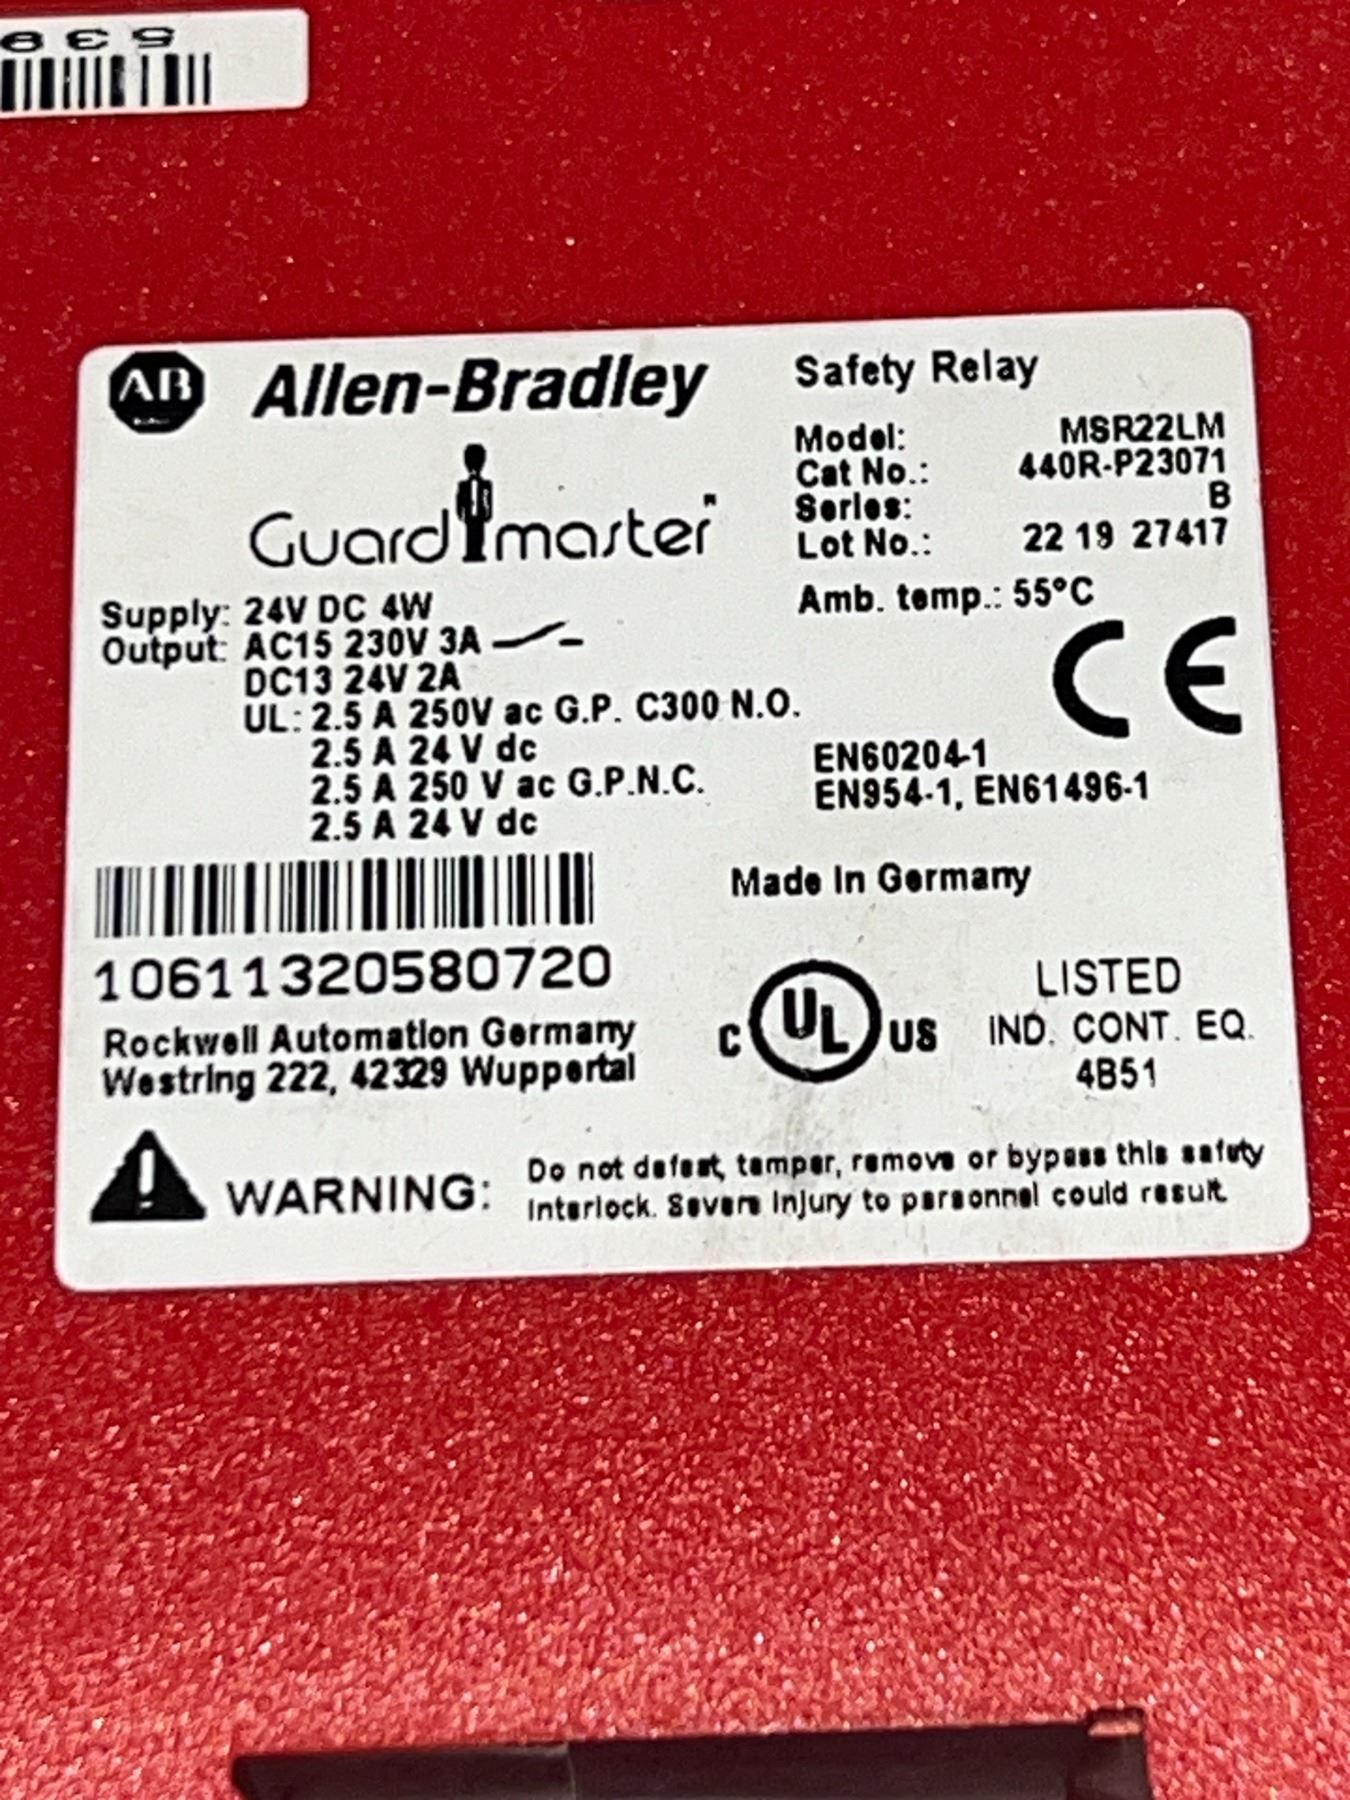 538
AB Allen-Bradley
Guardmaster
Safety Relay
Model: MSR22LM
Cat No.: 440R-P23071
Series: B
Lot No.: 22 19 27417
Amb. temp.: 55°C
Supply: 24V DC 4W
Output: AC15 230V 3A
DC13 24V 2A
UL: 2.5 A 250V ac G.P. C300 N.O.
2.5 A 24 V dc
2.5 A 250 V ac G.P.N.C.
2.5 A 24 V dc
CE
EN60204-1
EN954-1, EN61496-1
Made In Germany
10611320580720
Rockwell Automation Germany
Westring 222, 42329 Wuppertal
C UL US
LISTED
IND. CONT. EQ.
4B51
WARNING: Do not defeat, tamper, remove or bypass this safety
interlock. Severe injury to personnel could result.